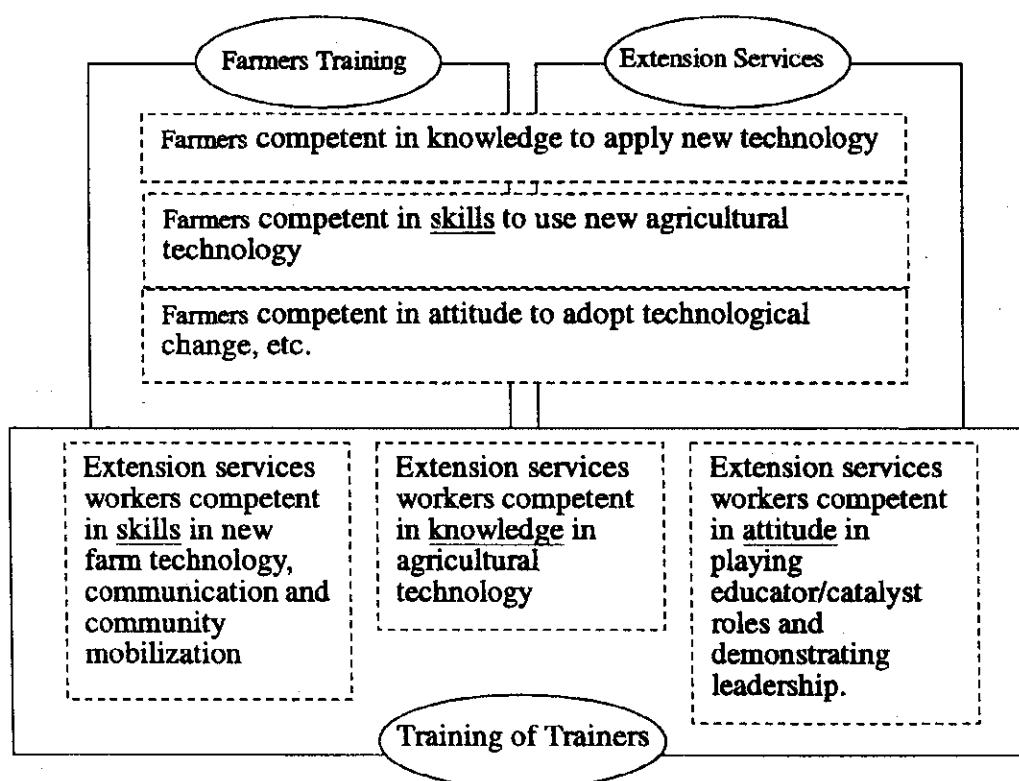 Farmers Training
Extension Services
Farmers competent in knowledge to apply new technology
Farmers competent in skills to use new agricultural
technology
Farmers competent in attitude to adopt technological
change, etc.
Extension services
workers competent
in skills in new
farm technology,
communication and
community
mobilization
Extension services
workers competent
in knowledge in
agricultural
technology
Extension services
workers competent
in attitude in
playing
educator/catalyst
roles and
demonstrating
leadership.
Training of Trainers